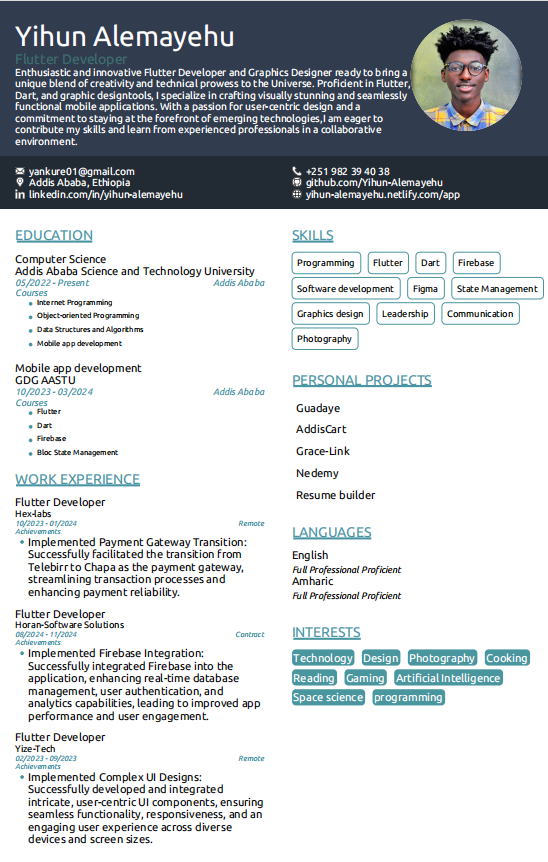 Yihun Alemayehu
Flutter Developer
Enthusiastic and innovative Flutter Developer and Graphics Designer ready to bring a
unique blend of creativity and technical prowess to the Universe. Proficient in Flutter,
Dart, and graphic designtools, I specialize in crafting visually stunning and seamlessly
functional mobile applications. With a passion for user-centric design and a
commitment to staying at the forefront of emerging technologies,I am eager to
contribute my skills and learn from experienced professionals in a collaborative
environment.
yankure01@gmail.com
Addis Ababa, Ethiopia
linkedin.com/in/yihun-alemayehu
+251 982 39 40 38
github.com/Yihun-Alemayehu
yihun-alemayehu.netlify.com/app
EDUCATION
Computer Science
Addis Ababa Science and Technology University
05/2022 - Present Addis Ababa
Courses
Internet Programming
Object-oriented Programming
Data Structures and Algorithms
Mobile app development
Mobile app development
GDG AASTU
10/2023 - 03/2024 Addis Ababa
Courses
Flutter
Dart
Firebase
Bloc State Management
WORK EXPERIENCE
Flutter Developer
Hex-labs
10/2023 - 01/2024 Remote
Achievements
Implemented Payment Gateway Transition:
Successfully facilitated the transition from
Telebirr to Chapa as the payment gateway,
streamlining transaction processes and
enhancing payment reliability.
Flutter Developer
Horan-Software Solutions
08/2024 - 11/2024 Contract
Achievements
Implemented Firebase Integration:
Successfully integrated Firebase into the
application, enhancing real-time database
management, user authentication, and
analytics capabilities, leading to improved app
performance and user engagement.
Flutter Developer
Yize-Tech
02/2023 - 09/2023 Remote
Achievements
Implemented Complex UI Designs:
Successfully developed and integrated
intricate, user-centric UI components, ensuring
seamless functionality, responsiveness, and an
engaging user experience across diverse
devices and screen sizes.
SKILLS
Programming Flutter Dart Firebase
Software development Figma State Management
Graphics design Leadership Communication
Photography
PERSONAL PROJECTS
Guadaye
AddisCart
Grace-Link
Nedemy
Resume builder
LANGUAGES
English
Full Professional Proficient
Amharic
Full Professional Proficient
INTERESTS
Technology Design Photography Cooking
Reading Gaming Artificial Intelligence
Space science programming